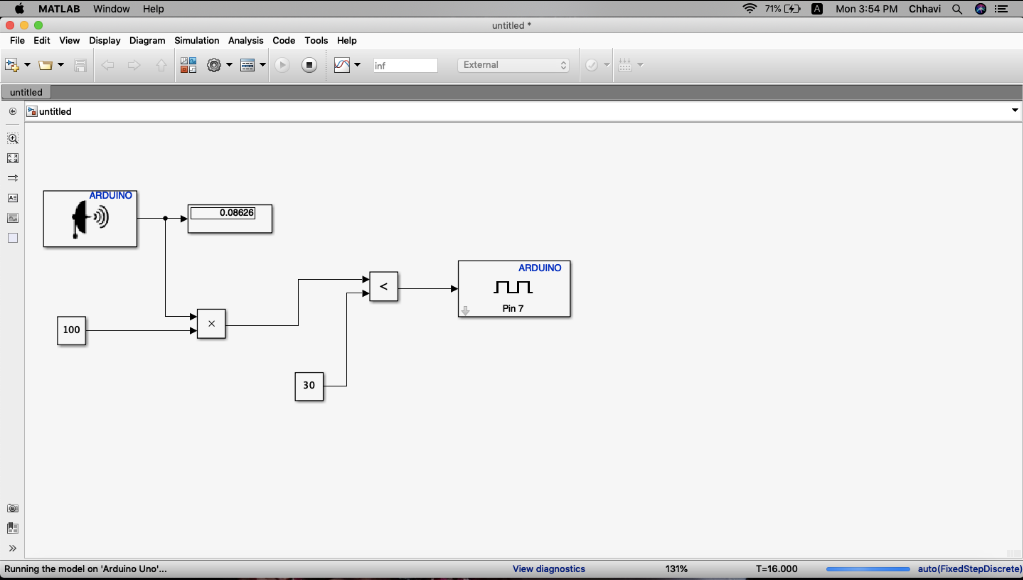 MATLAB Window Help 71% A Mon 3:54 PM Chhavi
untitled *
File Edit View Display Diagram Simulation Analysis Code Tools Help
inf External
untitled
untitled
ARDUINO
0.08626
ARDUINO
<
Pin 7
100 ×
30
Running the model on 'Arduino Uno'... View diagnostics 131% T=16.000 auto(FixedStepDiscrete)